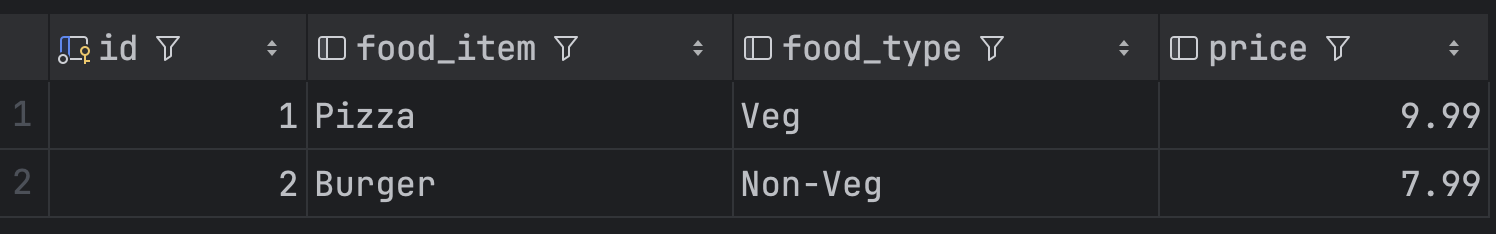 id food_item food_type price
1 1 Pizza Veg 9.99
2 2 Burger Non-Veg 7.99